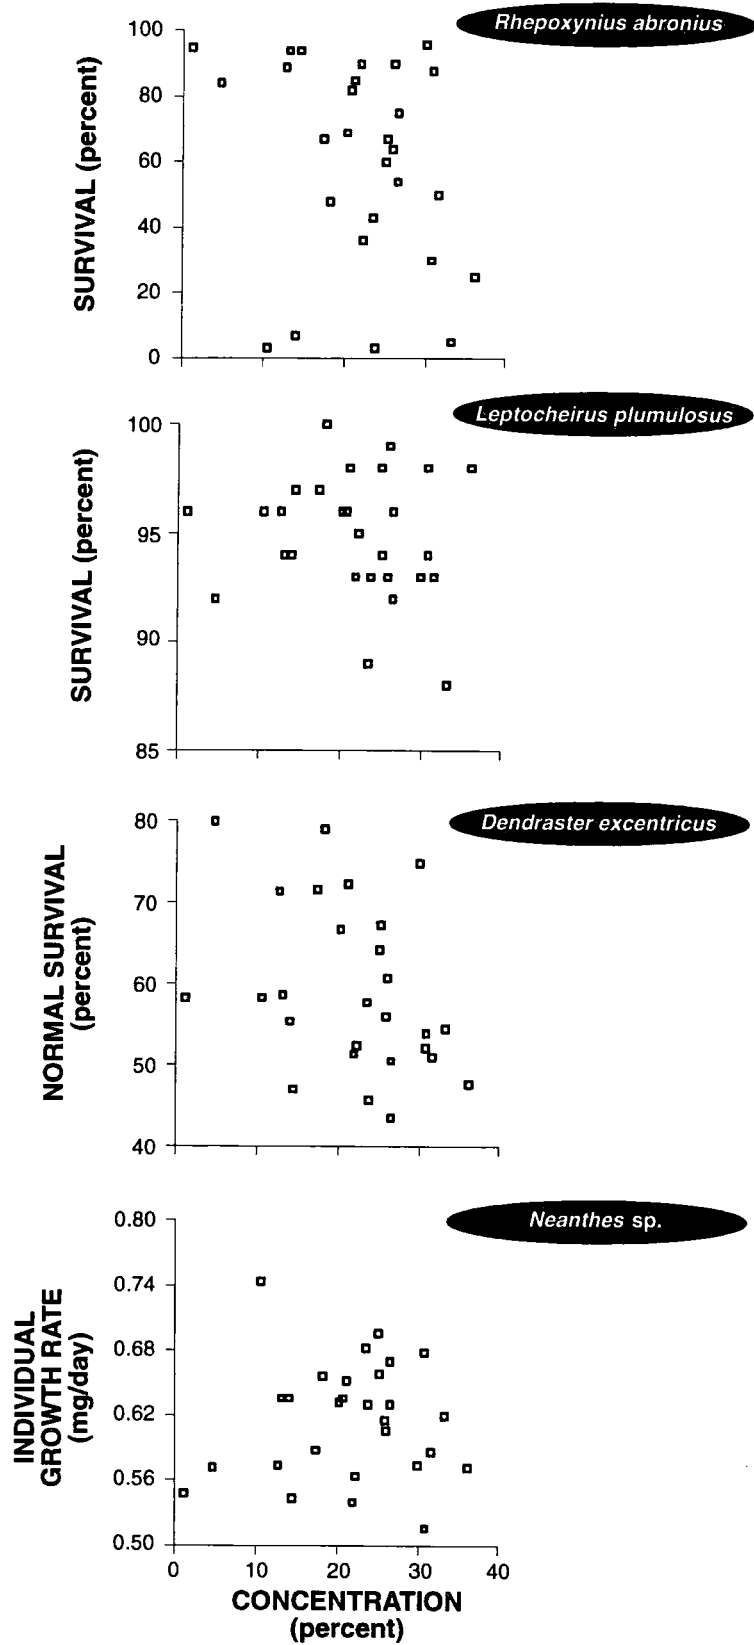 Rhepoxynius abronius
SURVIVAL (percent)
100
80
60
40
20
0
Leptocheirus plumulosus
SURVIVAL (percent)
100
95
90
85
Dendraster excentricus
NORMAL SURVIVAL
(percent)
80
70
60
50
40
Neanthes sp.
INDIVIDUAL
GROWTH RATE
(mg/day)
0.80
0.74
0.68
0.62
0.56
0.50
0 10 20 30 40
CONCENTRATION
(percent)